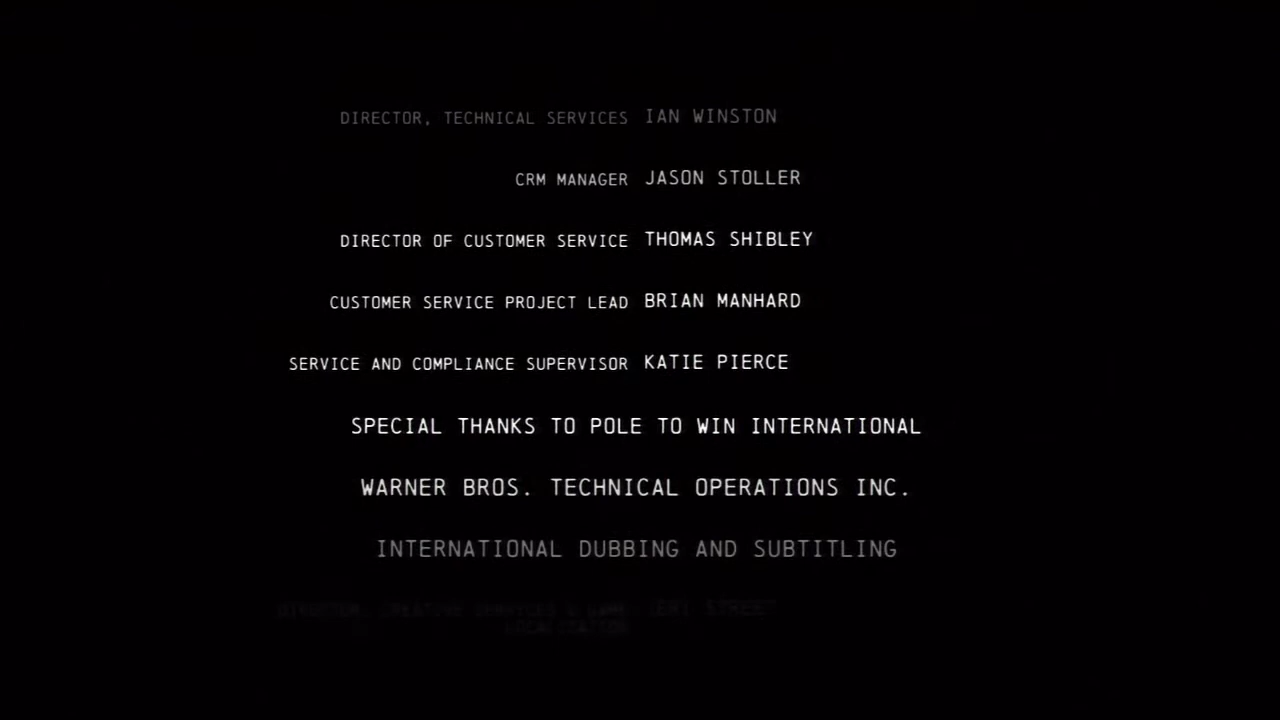 DIRECTOR, TECHNICAL SERVICES IAN WINSTON
CRM MANAGER JASON STOLLER
DIRECTOR OF CUSTOMER SERVICE THOMAS SHIBLEY
CUSTOMER SERVICE PROJECT LEAD BRIAN MANHARD
SERVICE AND COMPLIANCE SUPERVISOR KATIE PIERCE
SPECIAL THANKS TO POLE TO WIN INTERNATIONAL
WARNER BROS. TECHNICAL OPERATIONS INC.
INTERNATIONAL DUBBING AND SUBTITLING